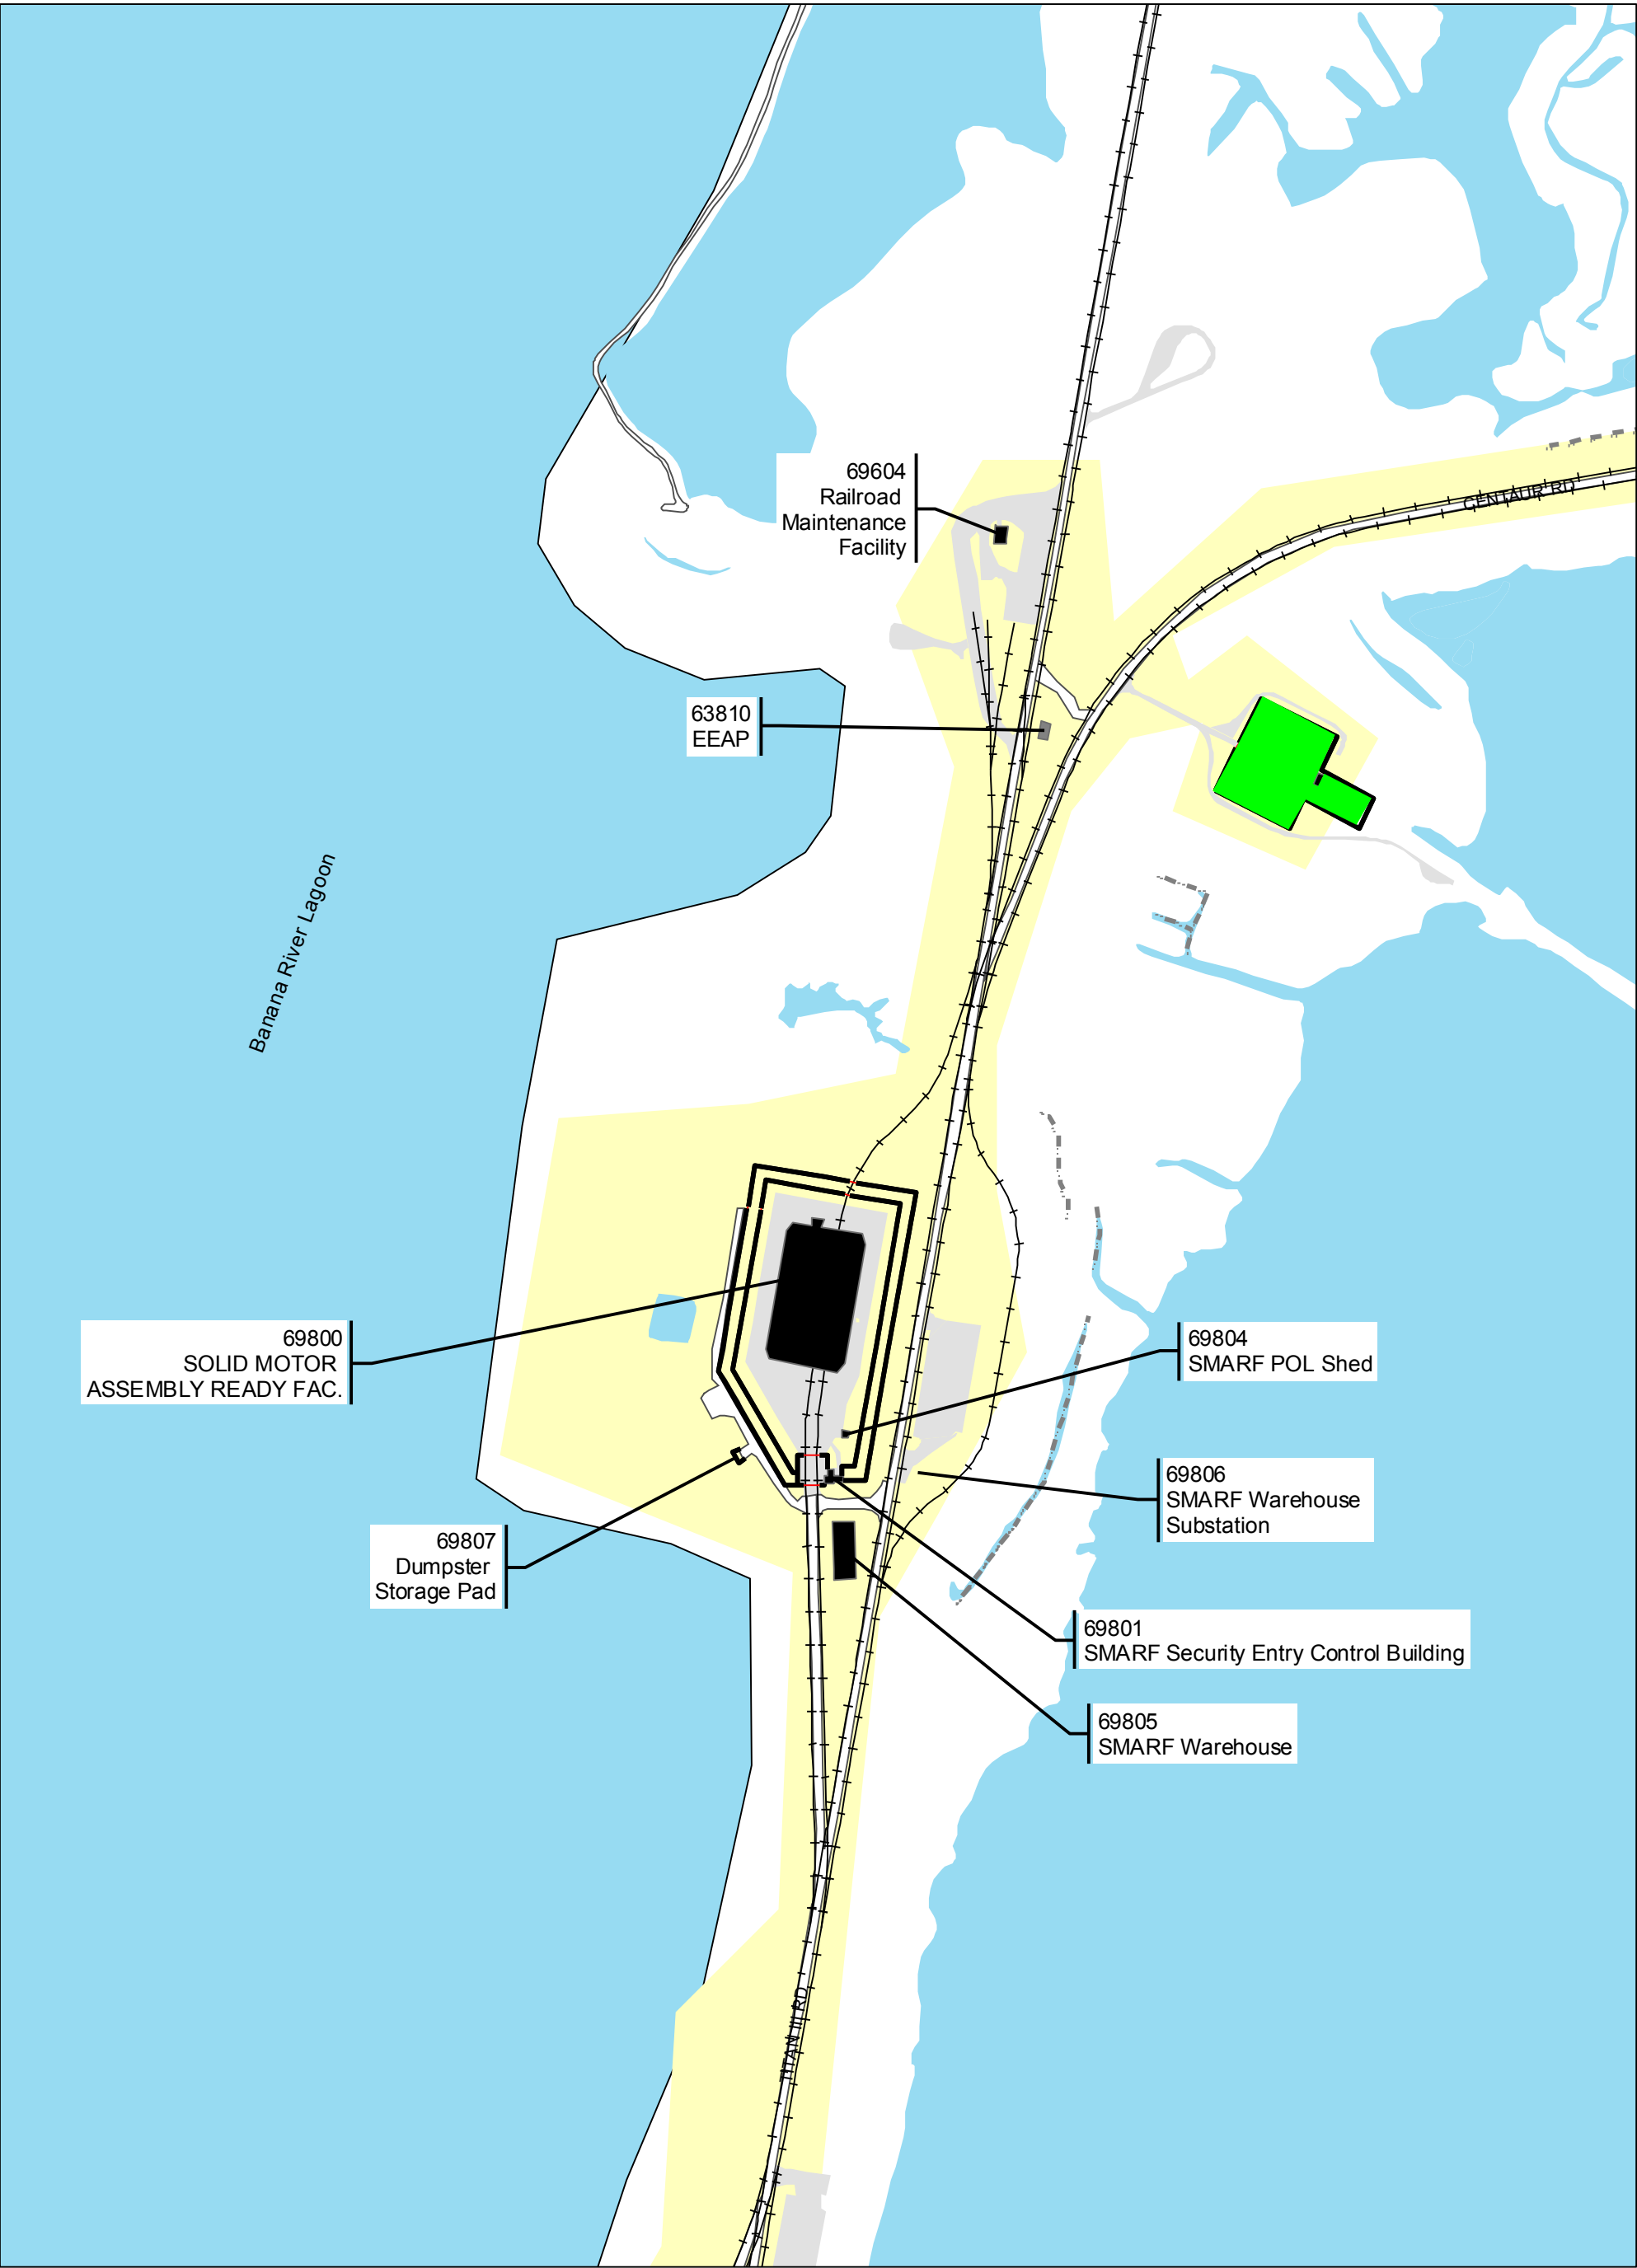 CENTAUR RD
69604
Railroad
Maintenance
Facility
63810
EEAP
Banana River Lagoon
69800
SOLID MOTOR
ASSEMBLY READY FAC.
69804
SMARF POL Shed
69806
SMARF Warehouse
Substation
69807
Dumpster
Storage Pad
69801
SMARF Security Entry Control Building
69805
SMARF Warehouse
TITAN III RD